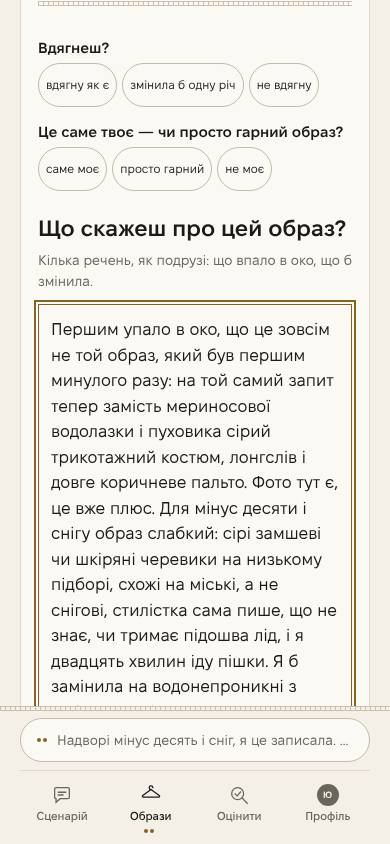 Вдягнеш?
вдягну як є
змінила б одну річ
не вдягну
Це саме твоє — чи просто гарний образ?
саме моє
просто гарний
не моє
Що скажеш про цей образ?
Кілька речень, як подрузі: що впало в око, що б
змінила.
Першим упало в око, що це зовсім
не той образ, який був першим
минулого разу: на той самий запит
тепер замість мериносової
водолазки і пуховика сірий
трикотажний костюм, лонгслів і
довге коричневе пальто. Фото тут є,
це вже плюс. Для мінус десяти і
снігу образ слабкий: сірі замшеві
чи шкіряні черевики на низькому
підборі, схожі на міські, а не
снігові, стилістка сама пише, що не
знає, чи тримає підошва лід, і я
двадцять хвилин іду пішки. Я б
замінила на водонепроникні з
Надворі мінус десять і сніг, я це записала. ...
Сценарій
Образи
Оцінити
Ю
Профіль